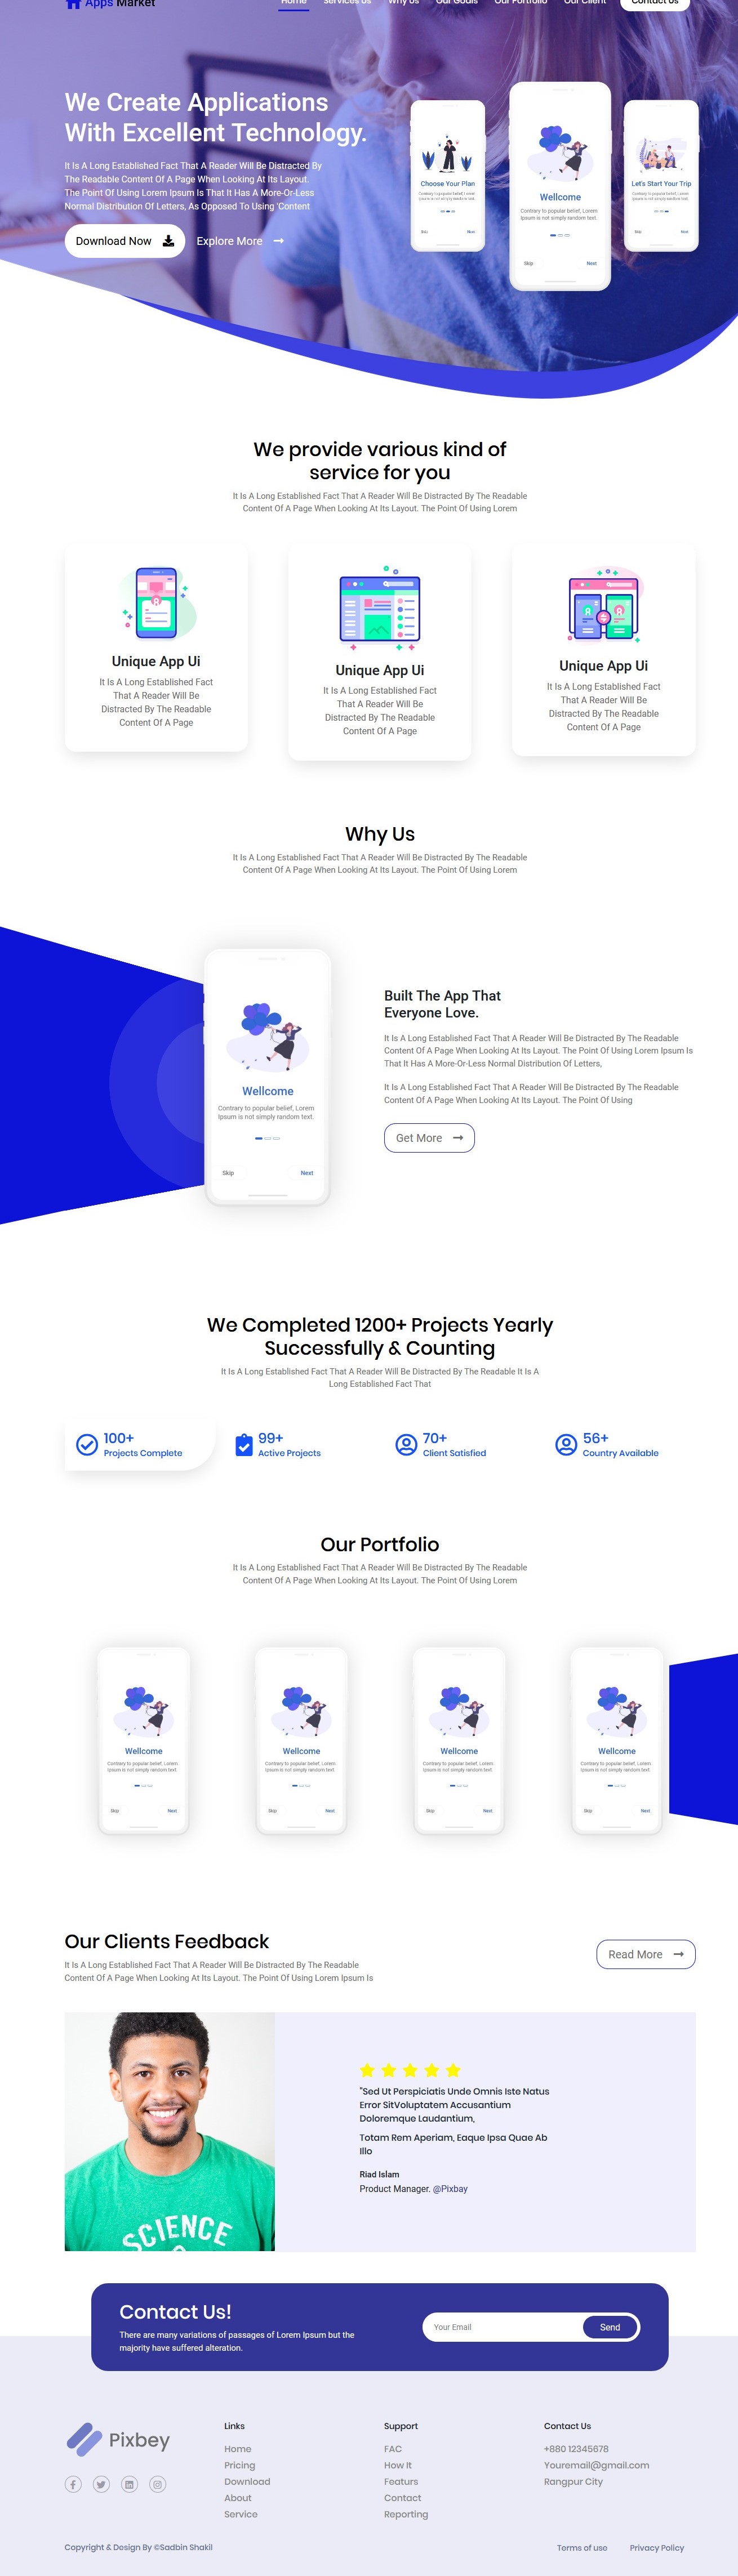 Apps Market
Home Services Us Why Us Our Goals Our Portfolio Our Client Contact Us
We Create Applications
With Excellent Technology.
It Is A Long Established Fact That A Reader Will Be Distracted By
The Readable Content Of A Page When Looking At Its Layout.
The Point Of Using Lorem Ipsum Is That It Has A More-Or-Less
Normal Distribution Of Letters, As Opposed To Using 'Content
Download Now
Explore More
Choose Your Plan
Contrary to popular belief, Lorem
Ipsum is not simply random text.
Skip Next
Wellcome
Contrary to popular belief, Lorem
Ipsum is not simply random text.
Skip Next
Let's Start Your Trip
Contrary to popular belief, Lorem
Ipsum is not simply random text.
Skip Next
We provide various kind of
service for you
It Is A Long Established Fact That A Reader Will Be Distracted By The Readable
Content Of A Page When Looking At Its Layout. The Point Of Using Lorem
Unique App Ui
It Is A Long Established Fact
That A Reader Will Be
Distracted By The Readable
Content Of A Page
Unique App Ui
It Is A Long Established Fact
That A Reader Will Be
Distracted By The Readable
Content Of A Page
Unique App Ui
It Is A Long Established Fact
That A Reader Will Be
Distracted By The Readable
Content Of A Page
Why Us
It Is A Long Established Fact That A Reader Will Be Distracted By The Readable
Content Of A Page When Looking At Its Layout. The Point Of Using Lorem
Wellcome
Contrary to popular belief, Lorem
Ipsum is not simply random text.
Skip Next
Built The App That
Everyone Love.
It Is A Long Established Fact That A Reader Will Be Distracted By The Readable
Content Of A Page When Looking At Its Layout. The Point Of Using Lorem Ipsum Is
That It Has A More-Or-Less Normal Distribution Of Letters,
It Is A Long Established Fact That A Reader Will Be Distracted By The Readable
Content Of A Page When Looking At Its Layout. The Point Of Using
Get More
We Completed 1200+ Projects Yearly
Successfully & Counting
It Is A Long Established Fact That A Reader Will Be Distracted By The Readable It Is A
Long Established Fact That
100+
Projects Complete
99+
Active Projects
70+
Client Satisfied
56+
Country Available
Our Portfolio
It Is A Long Established Fact That A Reader Will Be Distracted By The Readable
Content Of A Page When Looking At Its Layout. The Point Of Using Lorem
Wellcome
Contrary to popular belief, Lorem
Ipsum is not simply random text.
Skip Next
Wellcome
Contrary to popular belief, Lorem
Ipsum is not simply random text.
Skip Next
Wellcome
Contrary to popular belief, Lorem
Ipsum is not simply random text.
Skip Next
Wellcome
Contrary to popular belief, Lorem
Ipsum is not simply random text.
Skip Next
Our Clients Feedback
It Is A Long Established Fact That A Reader Will Be Distracted By The Readable
Content Of A Page When Looking At Its Layout. The Point Of Using Lorem Ipsum Is
Read More
SCIENCE
"Sed Ut Perspiciatis Unde Omnis Iste Natus
Error SitVoluptatem Accusantium
Doloremque Laudantium,
Totam Rem Aperiam, Eaque Ipsa Quae Ab
Illo
Riad Islam
Product Manager. @Pixbay
Contact Us!
There are many variations of passages of Lorem Ipsum but the
majority have suffered alteration.
Your Email
Send
Pixbey
Links
Home
Pricing
Download
About
Service
Support
FAC
How It
Featurs
Contact
Reporting
Contact Us
+880 12345678
Youremail@gmail.com
Rangpur City
Copyright & Design By ©Sadbin Shakil
Terms of use Privacy Policy